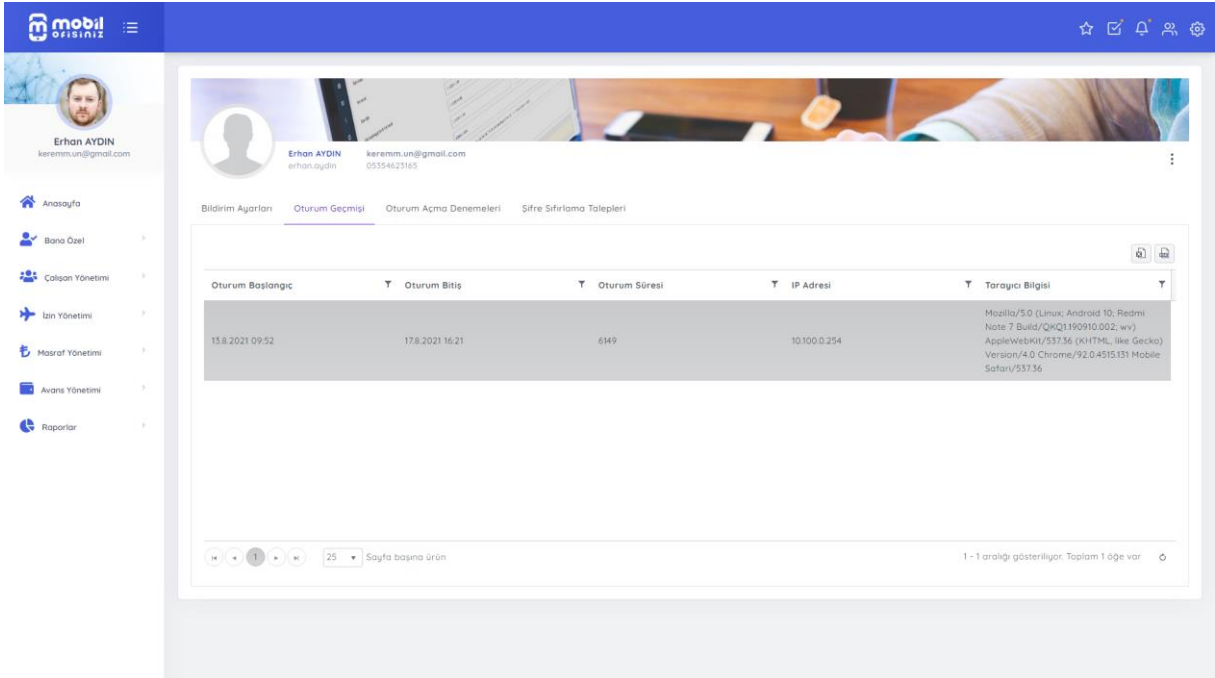 mobil
OFİSİNİZ
Erhan AYDIN
keremm.un@gmail.com
Anasayfa
Bana Özel
Çalışan Yönetimi
İzin Yönetimi
Masraf Yönetimi
Avans Yönetimi
Raporlar
Erhan AYDIN keremm.un@gmail.com
erhan.aydin 05354623165
Bildirim Ayarları Oturum Geçmişi Oturum Açma Denemeleri Şifre Sıfırlama Talepleri
Oturum Başlangıç Oturum Bitiş Oturum Süresi IP Adresi Tarayıcı Bilgisi
13.8.2021 09:52 17.8.2021 16:21 6149 10.100.0.254
Mozilla/5.0 (Linux; Android 10; Redmi
Note 7 Build/QKQ1.190910.002; wv)
AppleWebKit/537.36 (KHTML, like Gecko)
Version/4.0 Chrome/92.0.4515.131 Mobile
Safari/537.36
1 25 Sayfa başına ürün 1 - 1 aralığı gösteriliyor. Toplam 1 öğe var